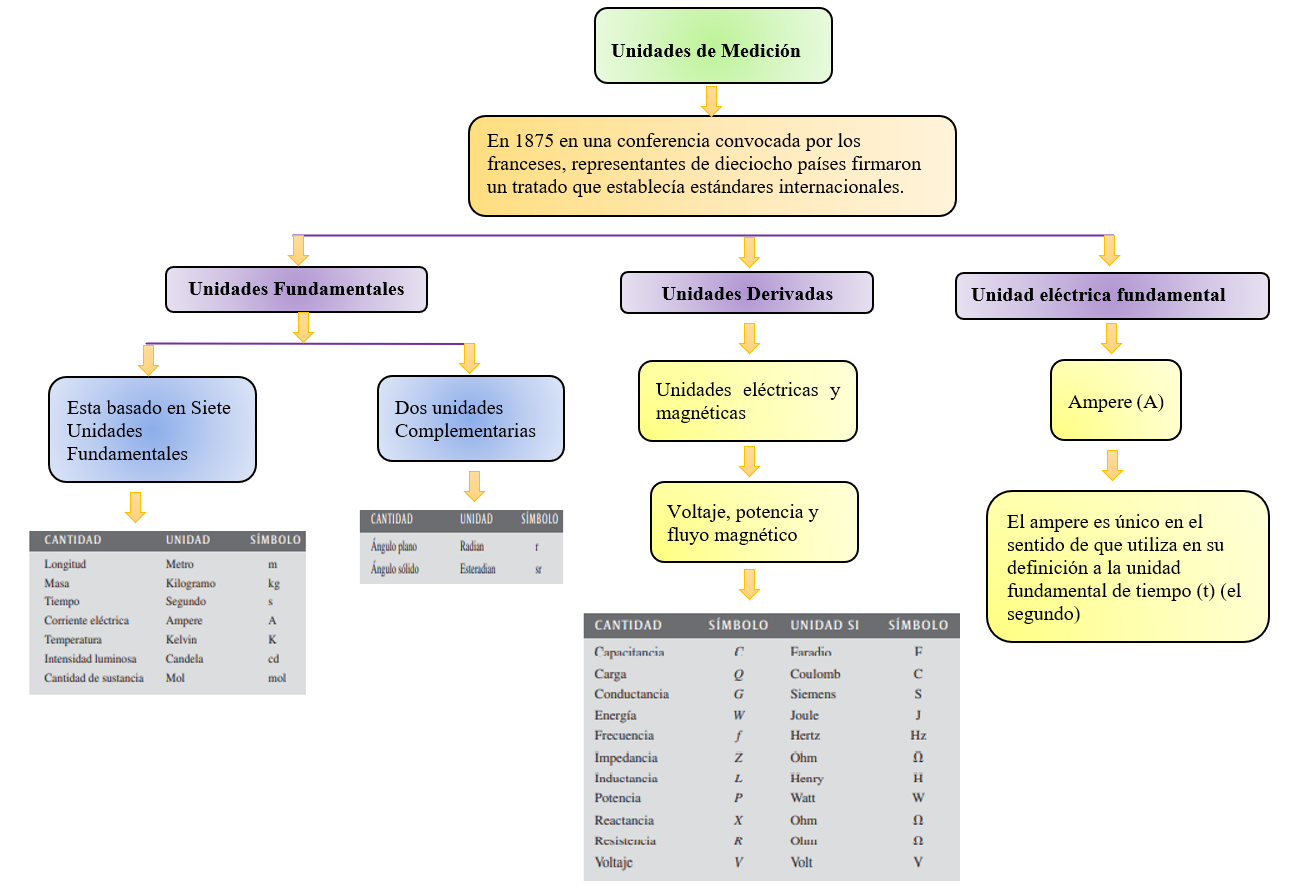 Unidades de Medición
En 1875 en una conferencia convocada por los
franceses, representantes de dieciocho países firmaron
un tratado que establecía estándares internacionales.
Unidades Fundamentales
Esta basado en Siete
Unidades
Fundamentales
CANTIDAD UNIDAD SÍMBOLO
Longitud Metro m
Masa Kilogramo kg
Tiempo Segundo s
Corriente eléctrica Ampere A
Temperatura Kelvin K
Intensidad luminosa Candela cd
Cantidad de sustancia Mol mol
Dos unidades
Complementarias
CANTIDAD UNIDAD SÍMBOLO
Ángulo plano Radian r
Ángulo sólido Esteradian sr
Unidades Derivadas
Unidades eléctricas y
magnéticas
Voltaje, potencia y
fluyo magnético
CANTIDAD SÍMBOLO UNIDAD SI SÍMBOLO
Capacitancia C Faradio F
Carga Q Coulomb C
Conductancia G Siemens S
Energía W Joule J
Frecuencia f Hertz Hz
Impedancia Z Ohm Ω
Inductancia L Henry H
Potencia P Watt W
Reactancia X Ohm Ω
Resistencia R Ohm Ω
Voltaje V Volt V
Unidad eléctrica fundamental
Ampere (A)
El ampere es único en el
sentido de que utiliza en su
definición a la unidad
fundamental de tiempo (t) (el
segundo)